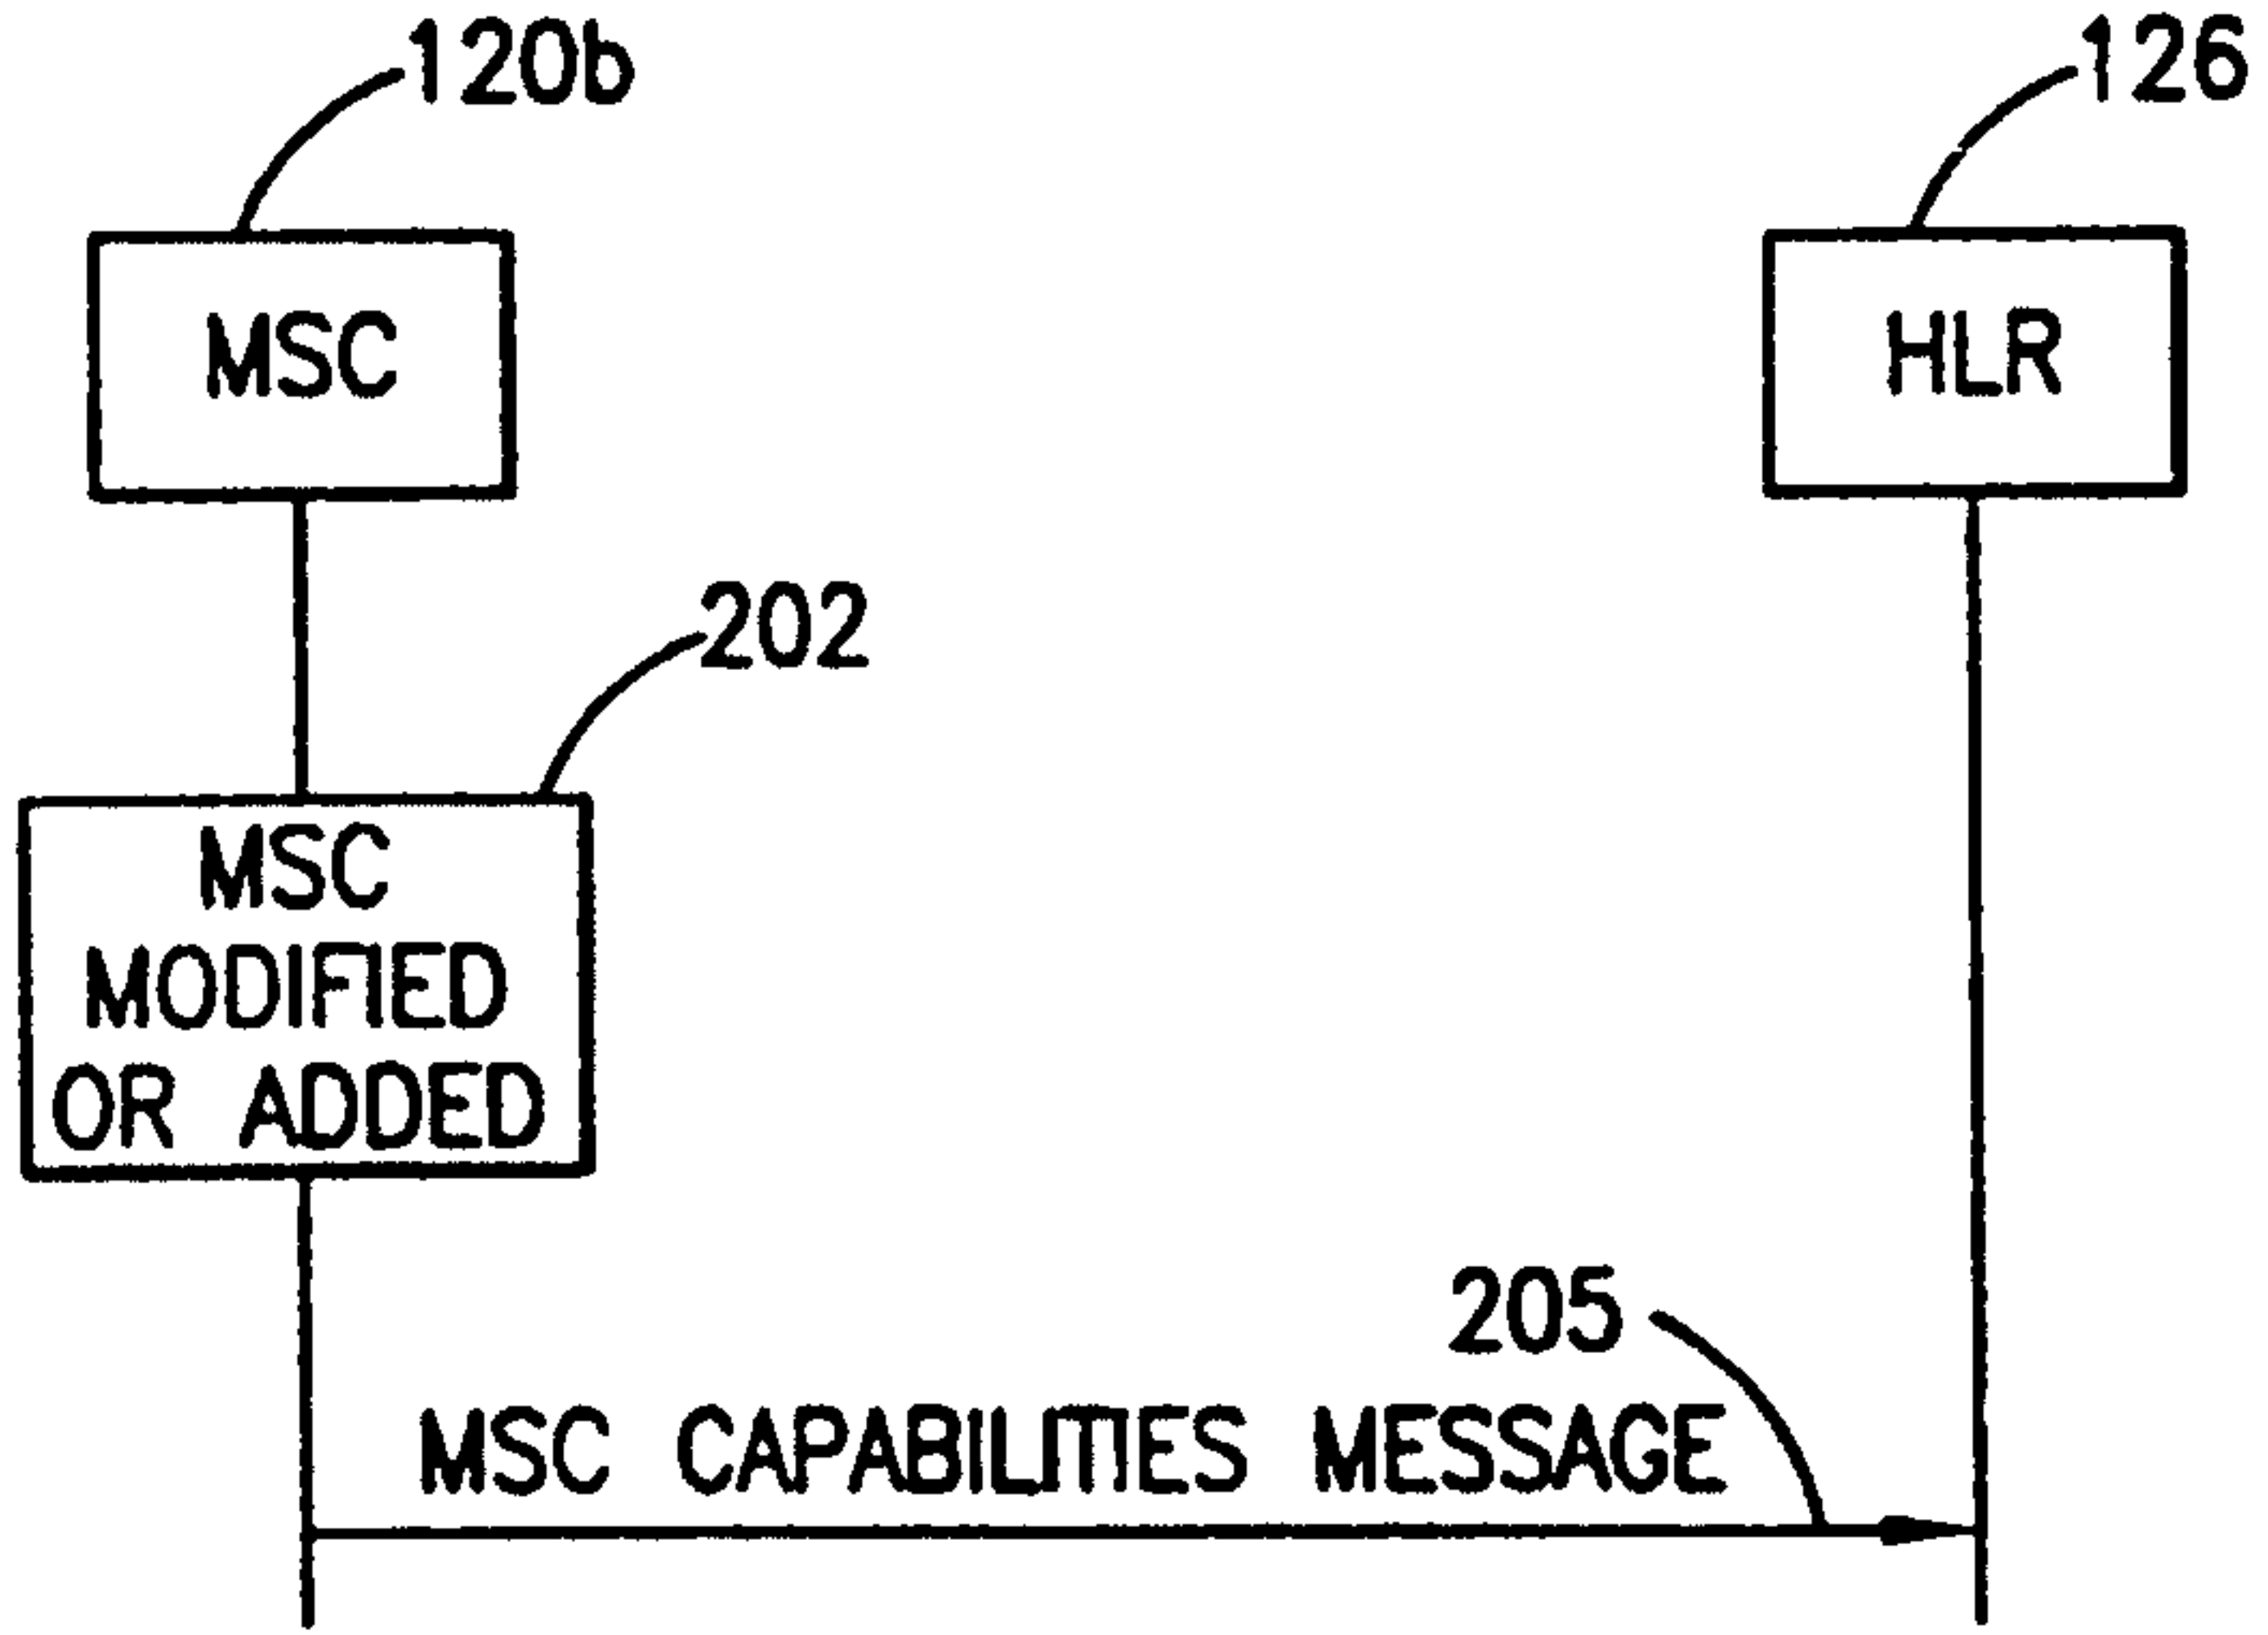 120b
126
MSC
HLR
202
MSC
MODIFIED
OR ADDED
205
MSC CAPABILITIES MESSAGE